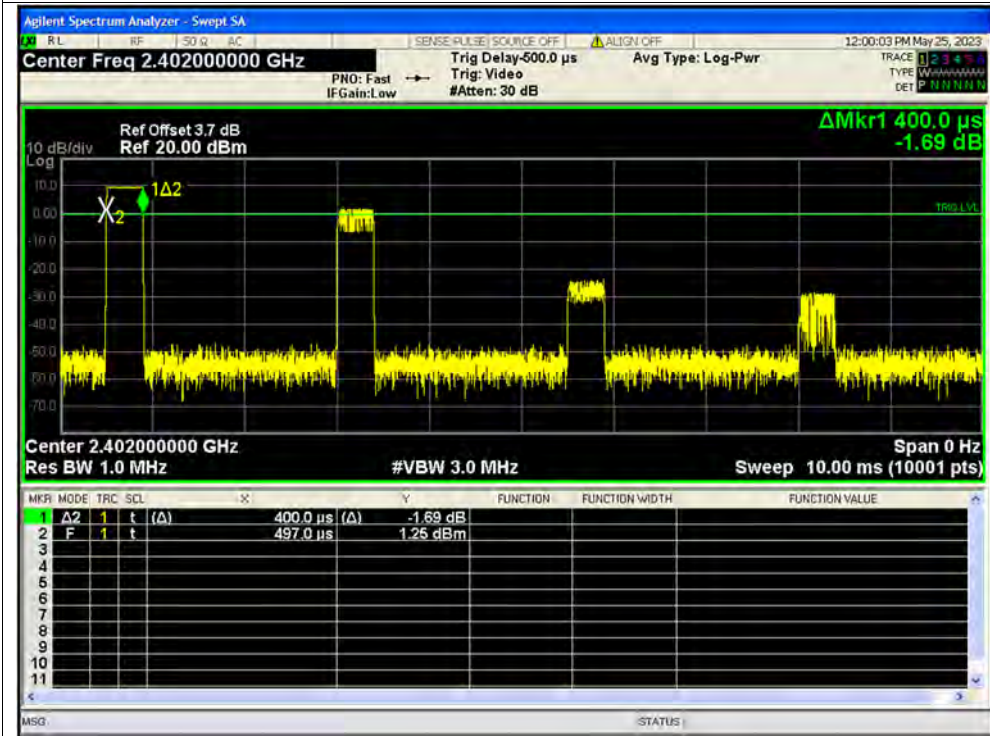 Agilent Spectrum Analyzer - Swept SA
RL RF 50 Ω AC SENSE:PULSE SOURCE OFF ALIGN OFF 12:00:03 PM May 25, 2023
Center Freq 2.402000000 GHz
PNO: Fast
IFGain:Low
Trig Delay-500.0 µs
Trig: Video
#Atten: 30 dB
Avg Type: Log-Pwr
TRACE 1 2 3 4 5 6
TYPE W
DET P N N N N N
ΔMkr1 400.0 µs
-1.69 dB
Ref Offset 3.7 dB
10 dB/div Ref 20.00 dBm
Log
10.0
1Δ2
0.00
X2
TRIG LVL
-10.0
-20.0
-30.0
-40.0
-50.0
-60.0
-70.0
Center 2.402000000 GHz Span 0 Hz
Res BW 1.0 MHz #VBW 3.0 MHz Sweep 10.00 ms (10001 pts)
MKR MODE TRC SCL X Y FUNCTION FUNCTION WIDTH FUNCTION VALUE
1 Δ2 1 t (Δ) 400.0 µs (Δ) -1.69 dB
2 F 1 t 497.0 µs 1.25 dBm
3
4
5
6
7
8
9
10
11
MSG STATUS